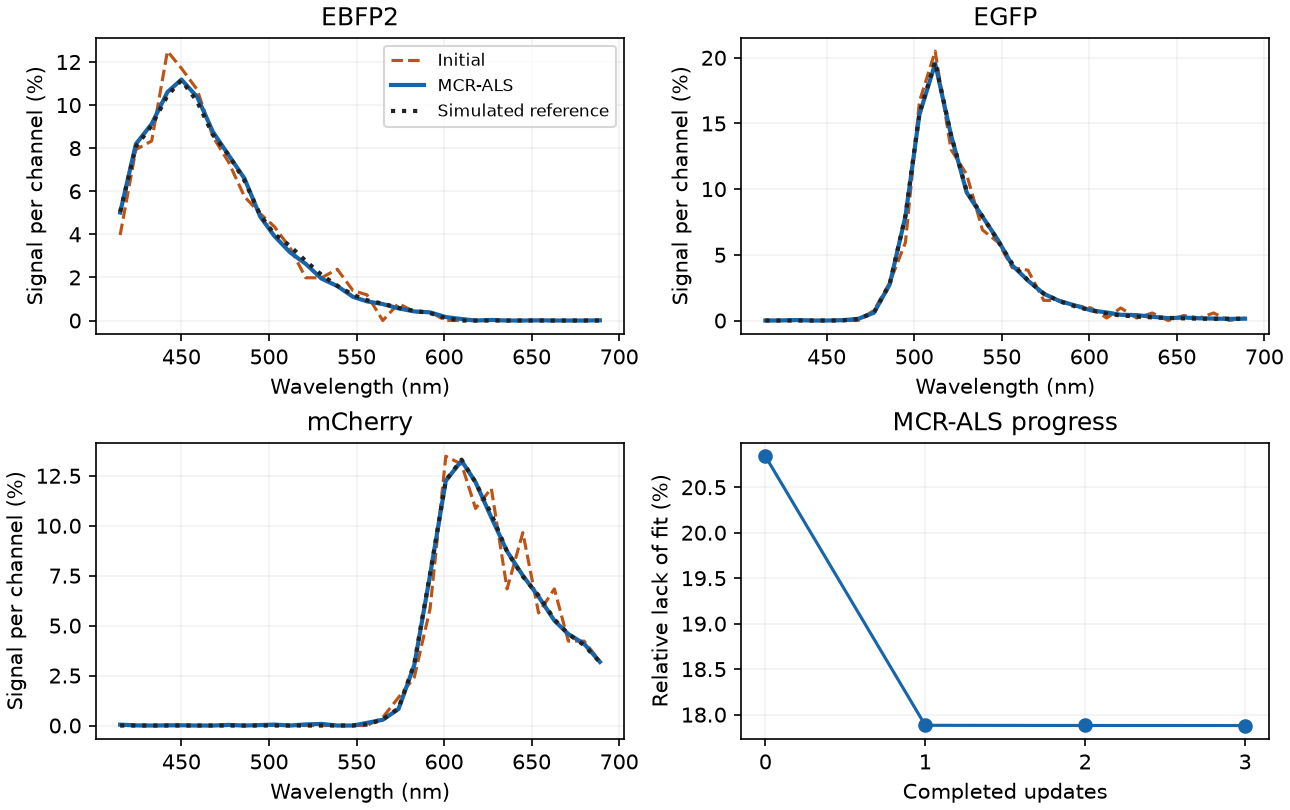 EBFP2
Signal per channel (%)
12
10
8
6
4
2
0
Initial
MCR-ALS
Simulated reference
450 500 550 600 650 700
Wavelength (nm)
EGFP
Signal per channel (%)
20
15
10
5
0
450 500 550 600 650 700
Wavelength (nm)
mCherry
Signal per channel (%)
12.5
10.0
7.5
5.0
2.5
0.0
450 500 550 600 650 700
Wavelength (nm)
MCR-ALS progress
Relative lack of fit (%)
20.5
20.0
19.5
19.0
18.5
18.0
0 1 2 3
Completed updates